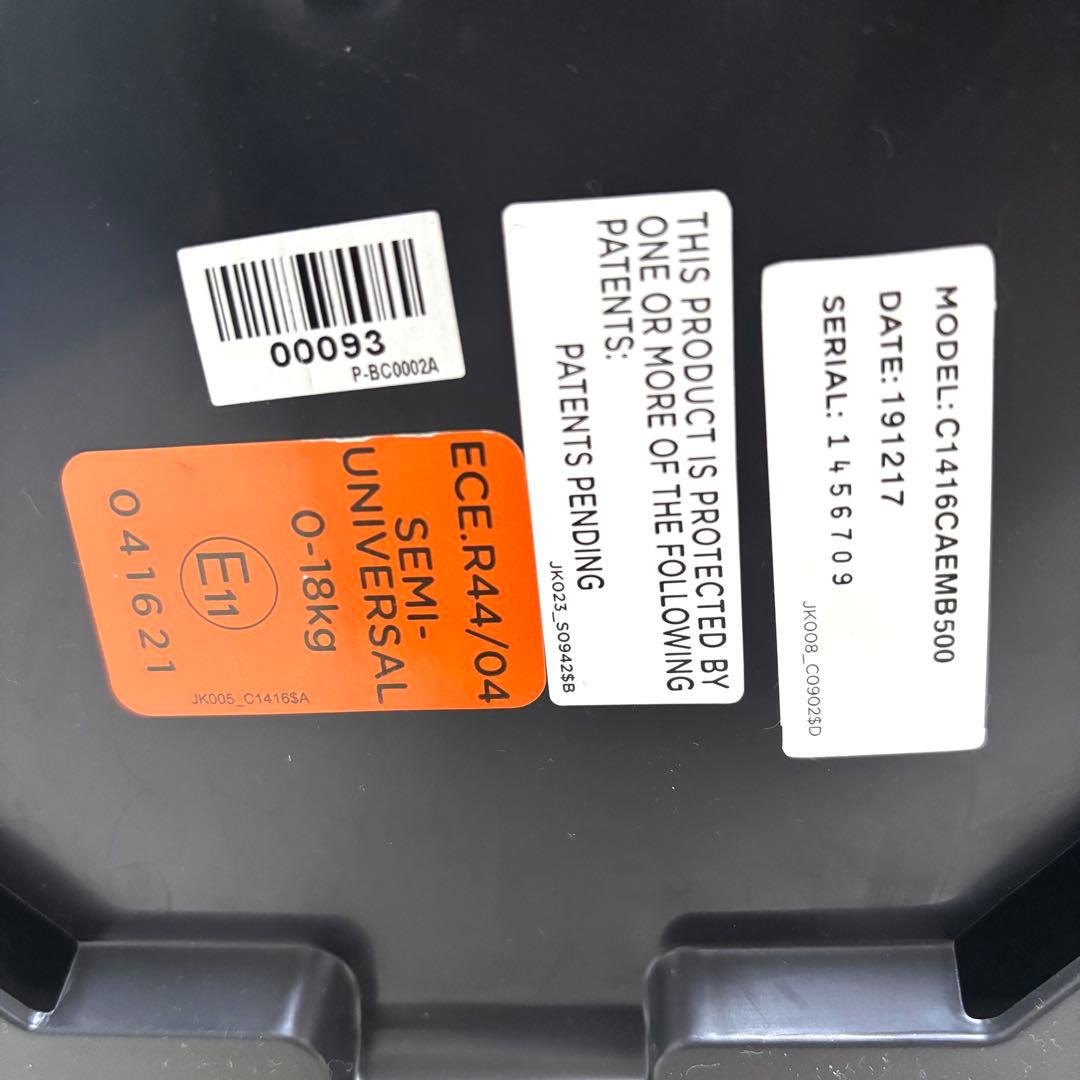 00093
P-BC0002A
ECE.R44/04
SEMI-
UNIVERSAL
0-18kg
E11
041621
JK005_C1416$A
THIS PRODUCT IS PROTECTED BY
ONE OR MORE OF THE FOLLOWING
PATENTS:
PATENTS PENDING
JK023_S0942$B
MODEL: C1416CAEMB500
DATE: 191217
SERIAL: 1456709
JK008_C0902$D